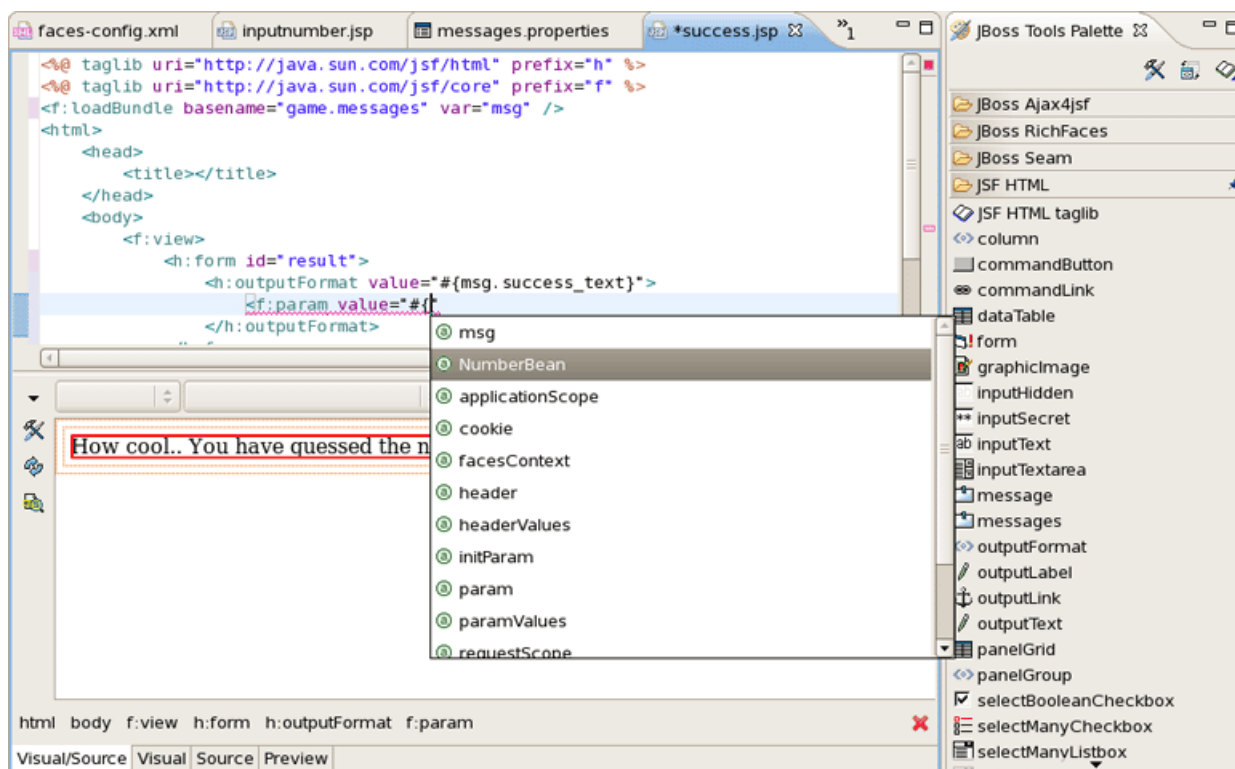 faces-config.xml inputnumber.jsp messages.properties *success.jsp »1
<%@ taglib uri="http://java.sun.com/jsf/html" prefix="h" %>
<%@ taglib uri="http://java.sun.com/jsf/core" prefix="f" %>
<f:loadBundle basename="game.messages" var="msg" />
<html>
<head>
<title></title>
</head>
<body>
<f:view>
<h:form id="result">
<h:outputFormat value="#{msg.success_text}">
<f:param value="#{"
</h:outputFormat>
msg
NumberBean
applicationScope
cookie
facesContext
header
headerValues
initParam
param
paramValues
requestScope
How cool.. You have quessed the n
html body f:view h:form h:outputFormat f:param
Visual/Source Visual Source Preview
JBoss Tools Palette
JBoss Ajax4jsf
JBoss RichFaces
JBoss Seam
JSF HTML
JSF HTML taglib
column
commandButton
commandLink
dataTable
form
graphicImage
inputHidden
inputSecret
inputText
inputTextarea
message
messages
outputFormat
outputLabel
outputLink
outputText
panelGrid
panelGroup
selectBooleanCheckbox
selectManyCheckbox
selectManyListbox